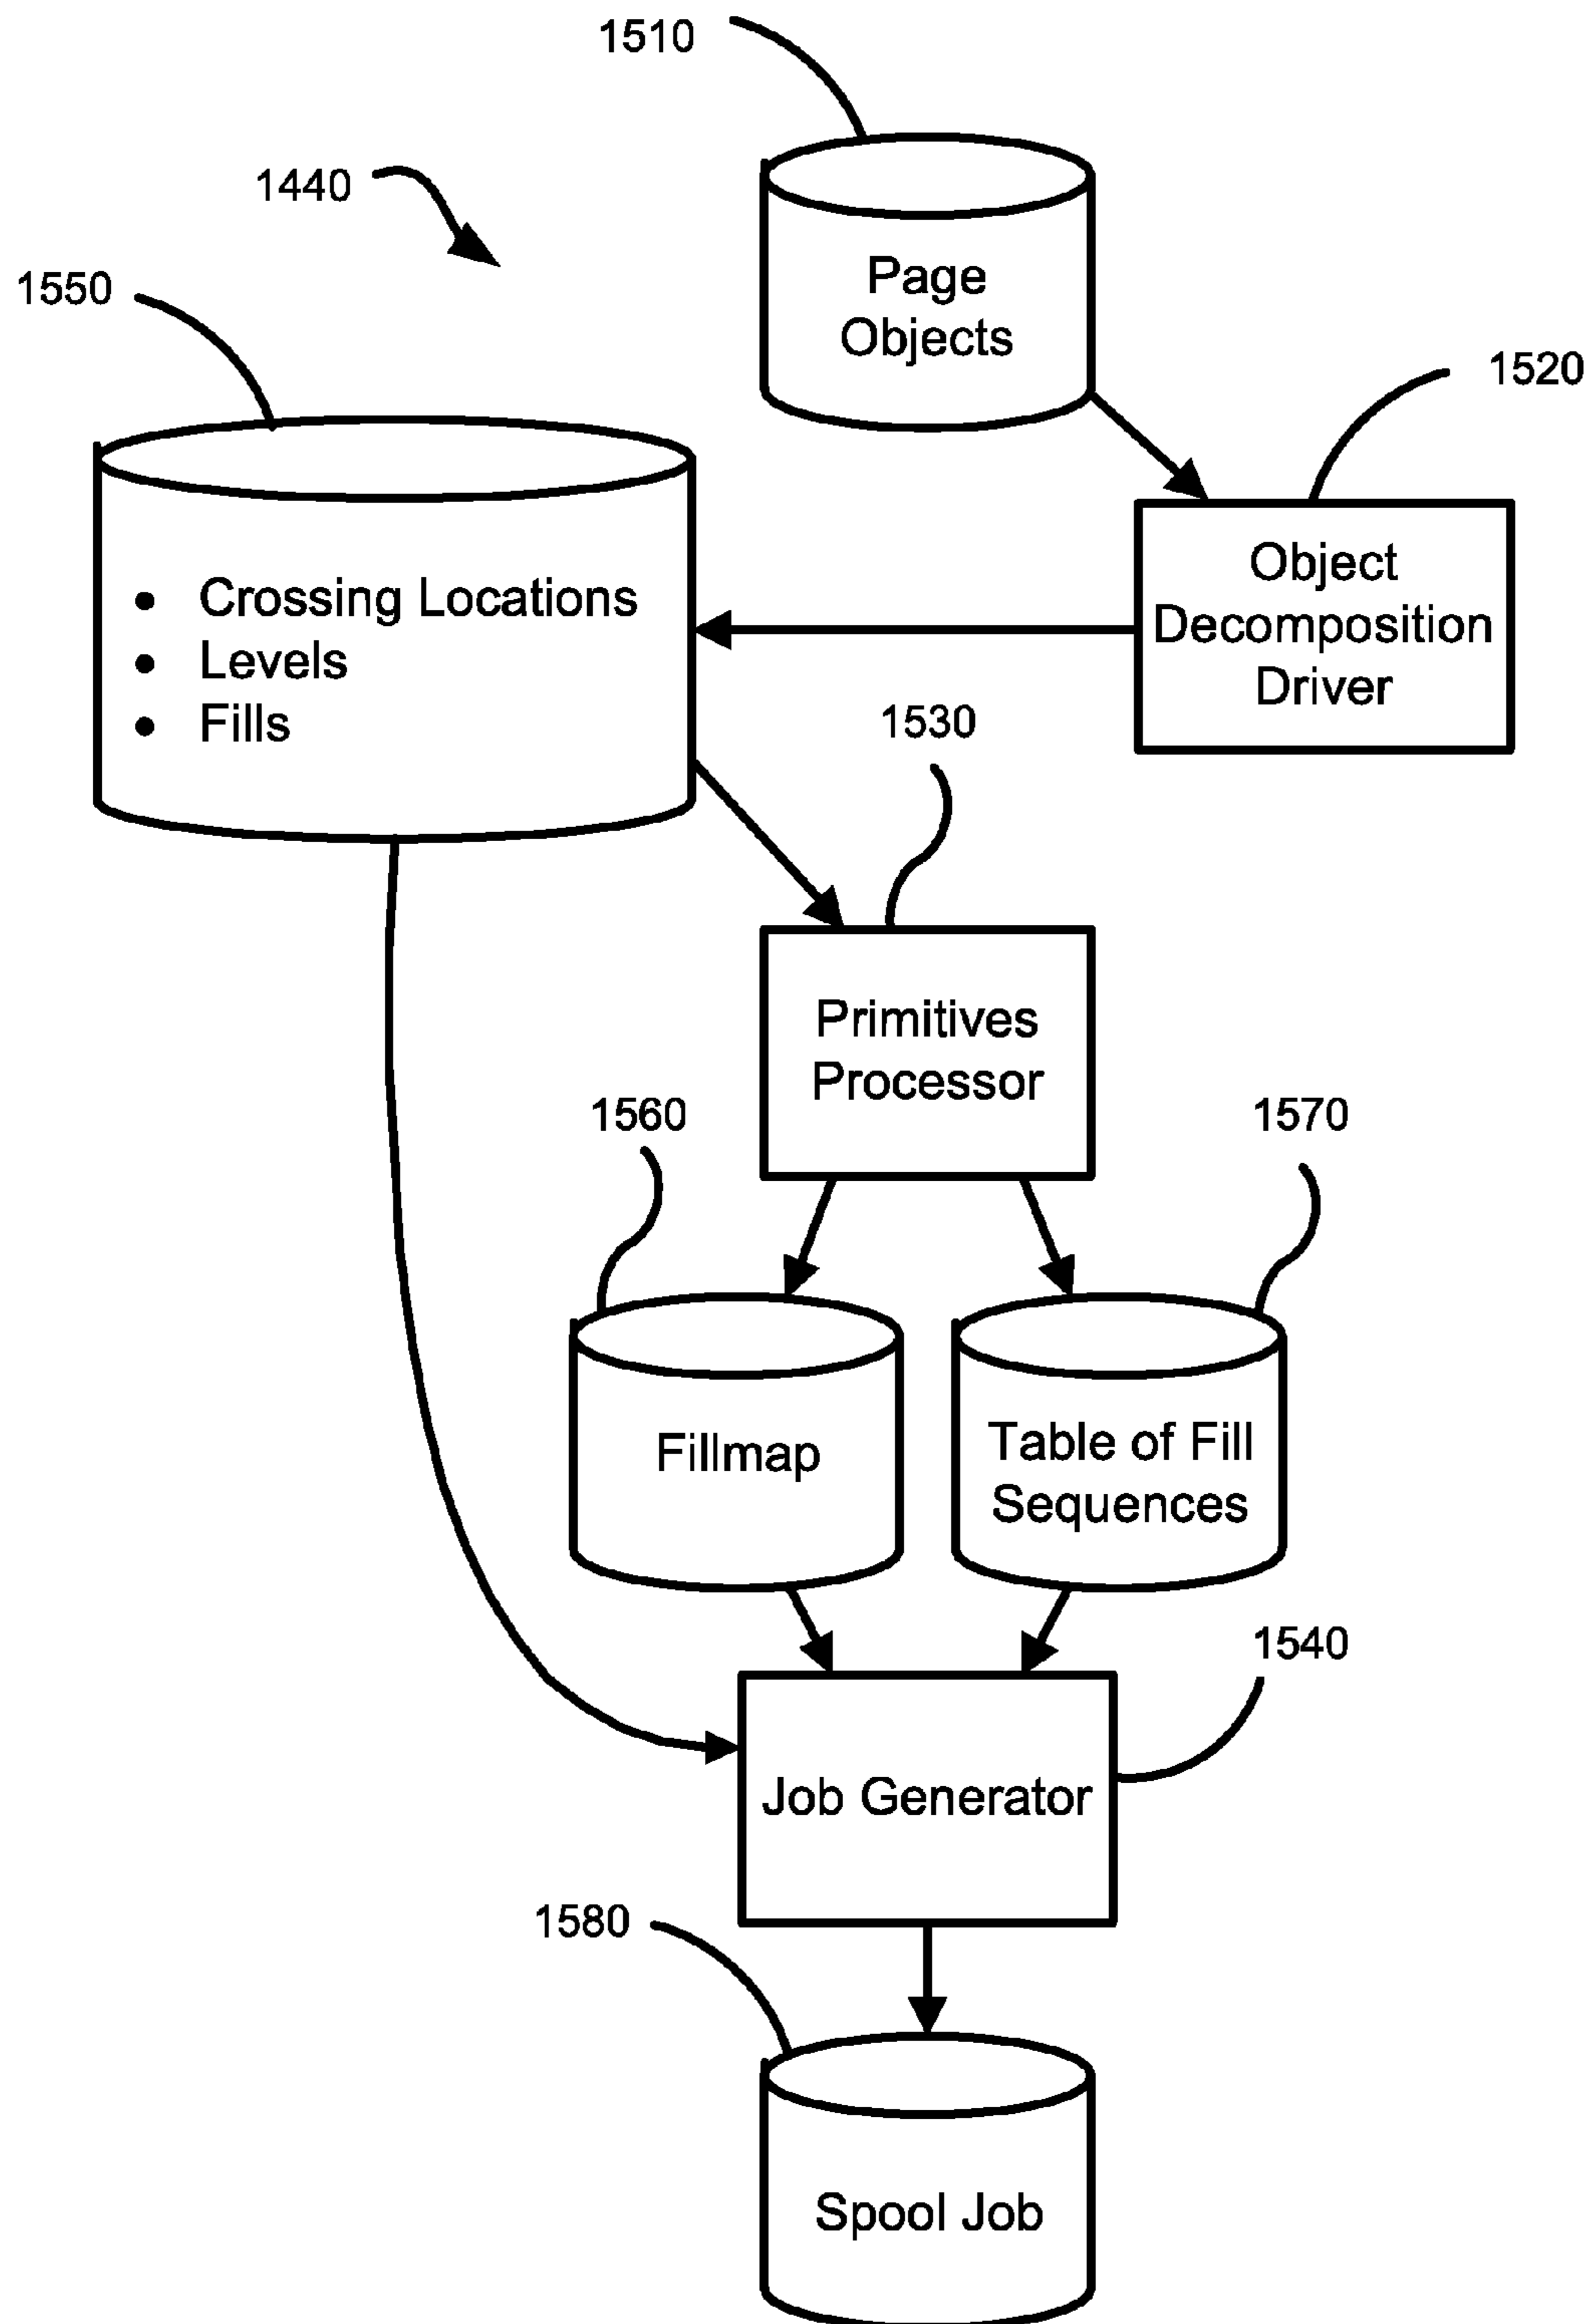 1510
1440
Page
Objects
1550
1520
Object
Decomposition
Driver
• Crossing Locations
• Levels
• Fills
1530
Primitives
Processor
1560
1570
Fillmap
Table of Fill
Sequences
1540
Job Generator
1580
Spool Job